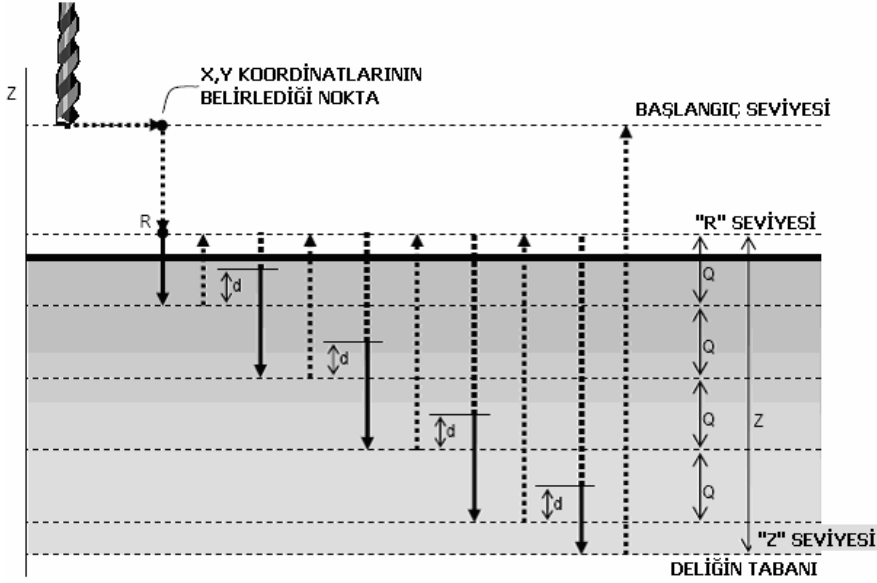 X,Y KOORDİNATLARININ
BELİRLEDİĞİ NOKTA
Z
BAŞLANGIÇ SEVİYESİ
R
"R" SEVİYESİ
d
Q
d
Q
d
Q
Z
d
Q
"Z" SEVİYESİ
DELİĞİN TABANI